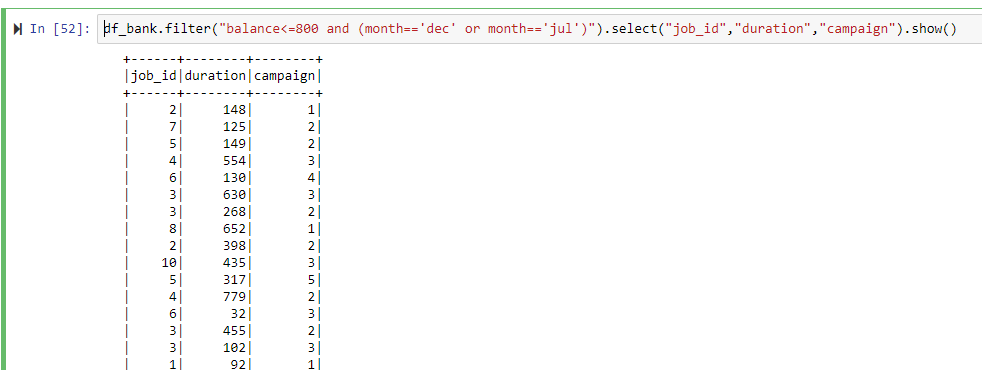 In [52]: df_bank.filter("balance<=800 and (month=='dec' or month=='jul')").select("job_id","duration","campaign").show()
+------+--------+--------+
|job_id|duration|campaign|
+------+--------+--------+
|     2|     148|       1|
|     7|     125|       2|
|     5|     149|       2|
|     4|     554|       3|
|     6|     130|       4|
|     3|     630|       3|
|     3|     268|       2|
|     8|     652|       1|
|     2|     398|       2|
|    10|     435|       3|
|     5|     317|       5|
|     4|     779|       2|
|     6|      32|       3|
|     3|     455|       2|
|     3|     102|       3|
|     1|      92|       1|